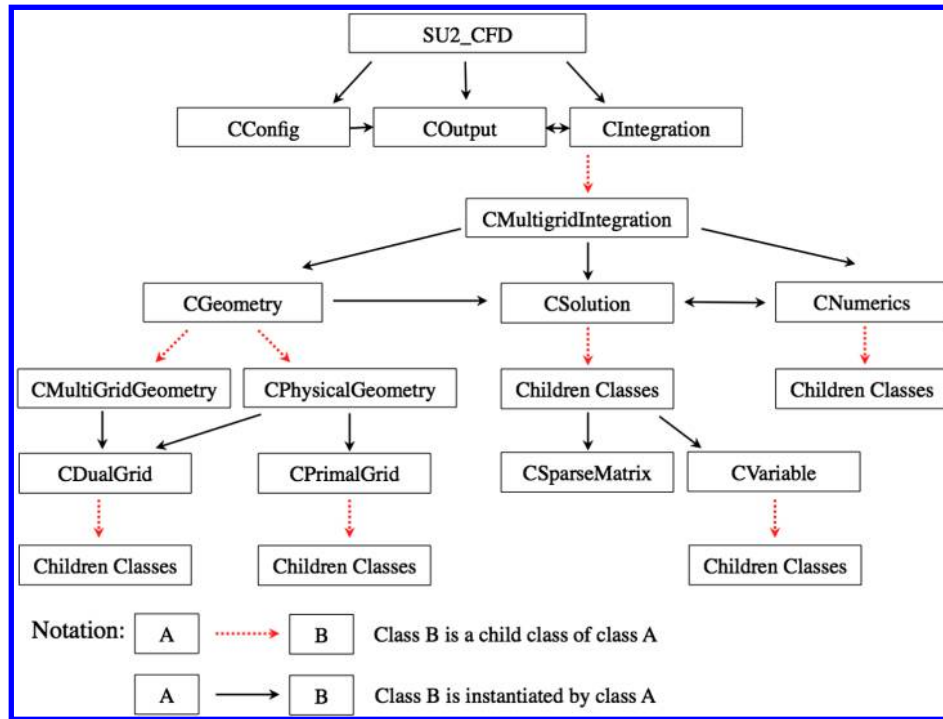 SU2_CFD
CConfig
COutput
CIntegration
CMultigridIntegration
CGeometry
CSolution
CNumerics
CMultiGridGeometry
CPhysicalGeometry
Children Classes
Children Classes
CDualGrid
CPrimalGrid
CSparseMatrix
CVariable
Children Classes
Children Classes
Children Classes
Notation:
A
B
Class B is a child class of class A
A
B
Class B is instantiated by class A